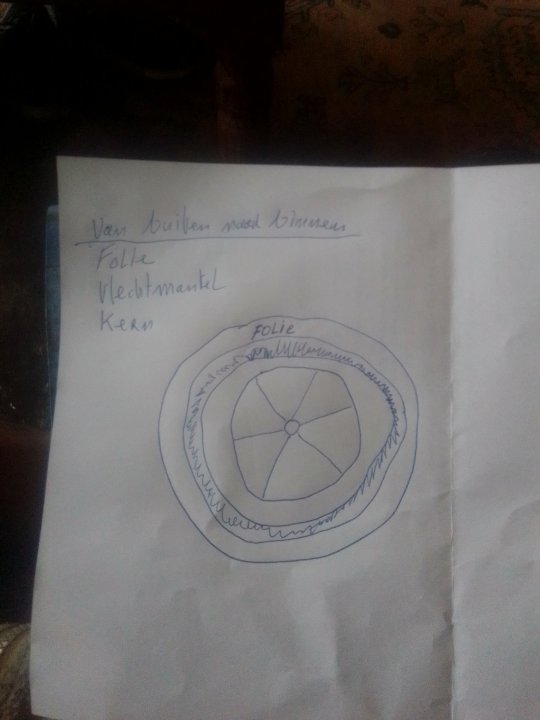 Van buiten naar binnen
Folie
Vlechtmantel
Kern
FOLIE